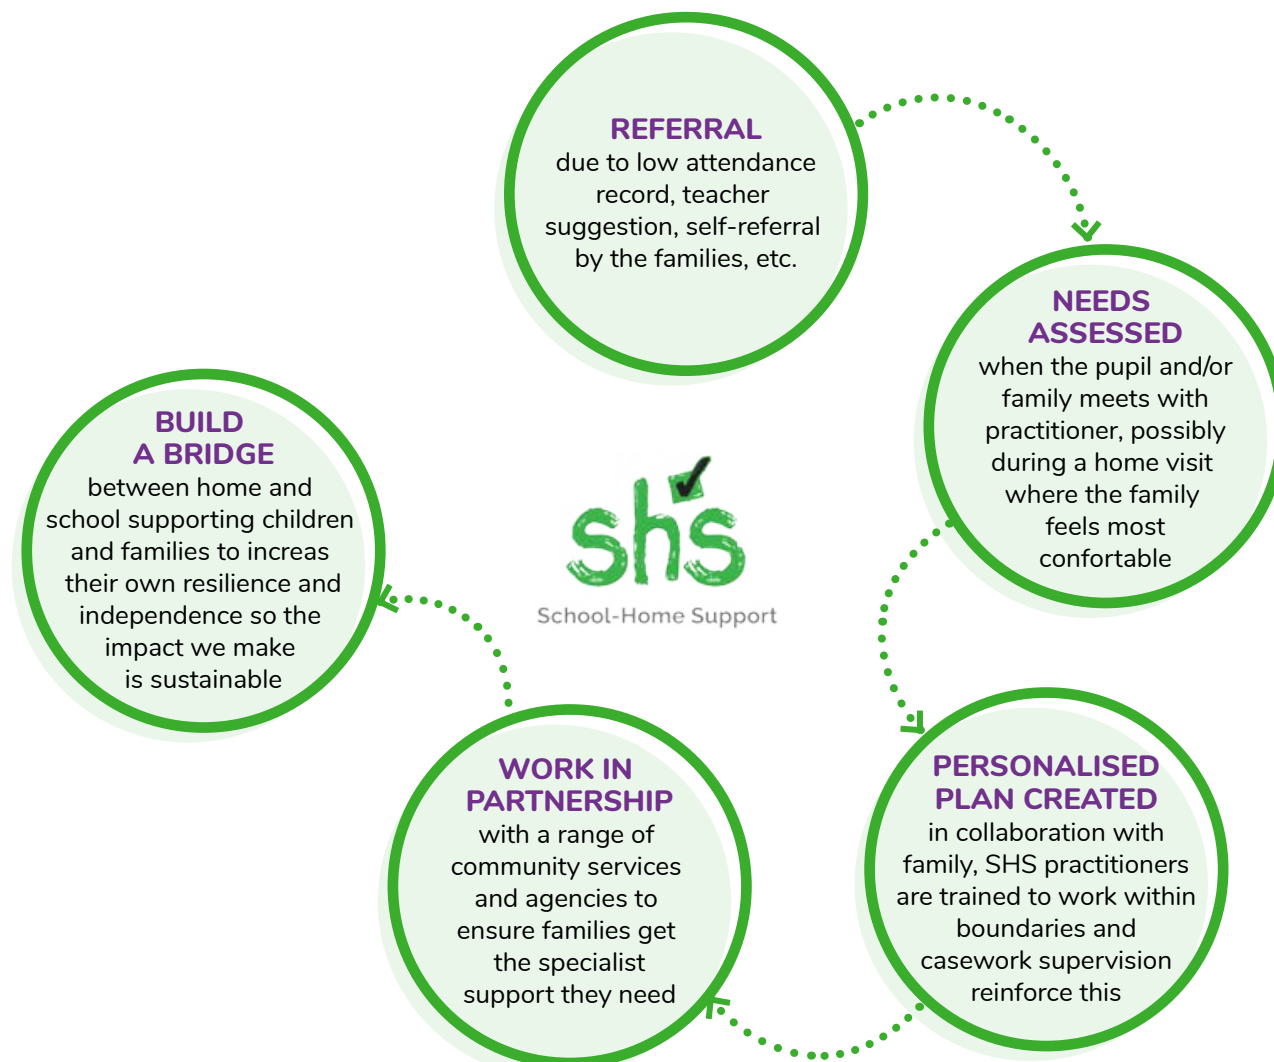 REFERRAL
due to low attendance
record, teacher
suggestion, self-referral
by the families, etc.
NEEDS
ASSESSED
when the pupil and/or
family meets with
practitioner, possibly
during a home visit
where the family
feels most
confortable
PERSONALISED
PLAN CREATED
in collaboration with
family, SHS practitioners
are trained to work within
boundaries and
casework supervision
reinforce this
WORK IN
PARTNERSHIP
with a range of
community services
and agencies to
ensure families get
the specialist
support they need
BUILD
A BRIDGE
between home and
school supporting children
and families to increas
their own resilience and
independence so the
impact we make
is sustainable
shs
School-Home Support